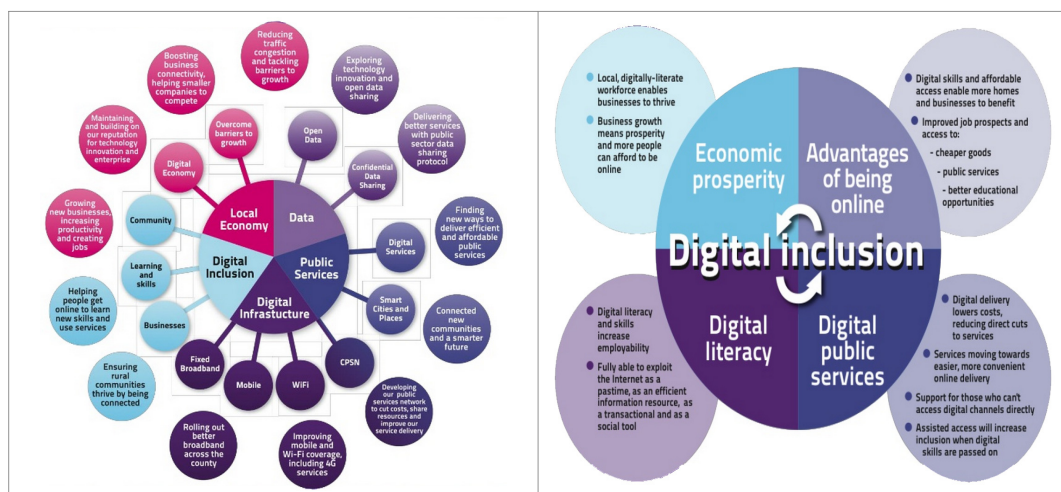 Reducing
traffic
congestion
and tackling
barriers to
growth
Boosting
business
connectivity,
helping smaller
companies to
compete
Exploring
technology
innovation
and open
data sharing
Maintaining
and building on
our reputation
for technology
innovation and
enterprise
Delivering
better services
with public
sector data
sharing
protocol
Overcome
barriers to
growth
Open
Data
Digital
Economy
Confidential
Data
Sharing
Growing
new businesses,
increasing
productivity
and creating
jobs
Community
Local
Economy
Data
Finding
new ways to
deliver efficient
and affordable
public
services
Digital
Services
Learning
and
skills
Digital
Inclusion
Public
Services
Helping
people get
online to learn
new skills and
use services
Digital
Infrastucture
Smart
Cities and
Places
Connected
new
communities
and a smarter
future
Businesses
Fixed
Broadband
Mobile
WiFi
CPSN
Ensuring
rural
communities
thrive by being
connected
Developing
our public
services network
to cut costs, share
resources and
improve our
service delivery
Rolling out
better
broadband
across the
county
Improving
mobile and
Wi-Fi coverage,
including 4G
services
Local, digitally-literate
workforce enables
businesses to thrive
Business growth
means prosperity
and more people
can afford to be
online
Economic
prosperity
Advantages
of being
online
Digital skills and affordable
access enable more homes
and businesses to benefit
Improved job prospects and
access to:
- cheaper goods
- public services
- better educational
opportunities
Digital inclusion
Digital literacy
and skills
increase
employability
Fully able to exploit
the Internet as a
pastime, as an efficient
information resource, as
a transactional and as a
social tool
Digital
literacy
Digital
public
services
Digital delivery
lowers costs,
reducing direct cuts
to services
Services moving towards
easier, more convenient
online delivery
Support for those who can't
access digital channels directly
Assisted access will increase
inclusion when digital
skills are passed on